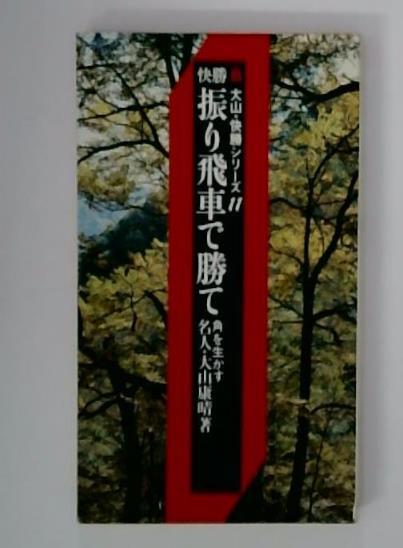 大山・快勝シリーズ11
快勝
振り飛車で勝て
角を生かす
名人・大山康晴著